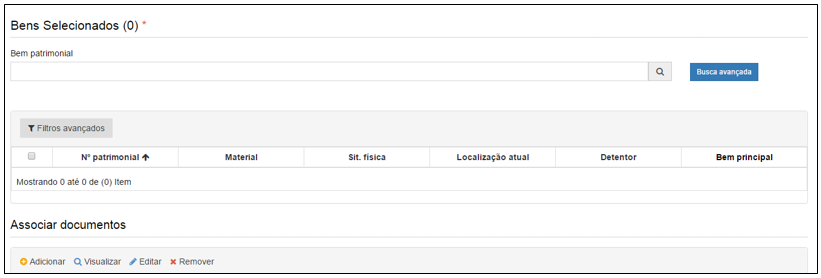 Bens Selecionados (0) *
Bem patrimonial
Busca avançada
Filtros avançados
Nº patrimonial Material Sit. física Localização atual Detentor Bem principal
Mostrando 0 até 0 de (0) Item
Associar documentos
Adicionar Visualizar Editar Remover